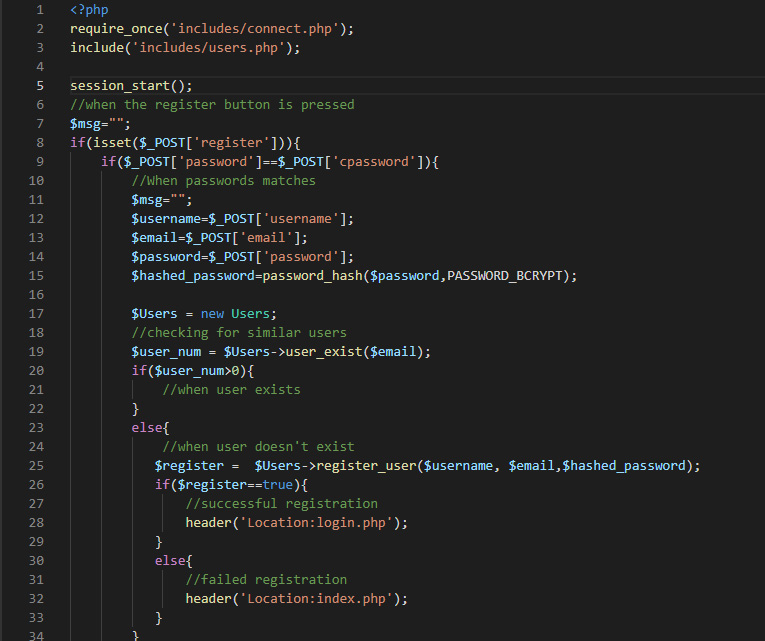 1 <?php
2 require_once('includes/connect.php');
3 include('includes/users.php');
4
5 session_start();
6 //when the register button is pressed
7 $msg="";
8 if(isset($_POST['register'])){
9 if($_POST['password']==$_POST['cpassword']){
10 //When passwords matches
11 $msg="";
12 $username=$_POST['username'];
13 $email=$_POST['email'];
14 $password=$_POST['password'];
15 $hashed_password=password_hash($password,PASSWORD_BCRYPT);
16
17 $Users = new Users;
18 //checking for similar users
19 $user_num = $Users->user_exist($email);
20 if($user_num>0){
21 //when user exists
22 }
23 else{
24 //when user doesn't exist
25 $register =  $Users->register_user($username, $email,$hashed_password);
26 if($register==true){
27 //successful registration
28 header('Location:login.php');
29 }
30 else{
31 //failed registration
32 header('Location:index.php');
33 }
34 }